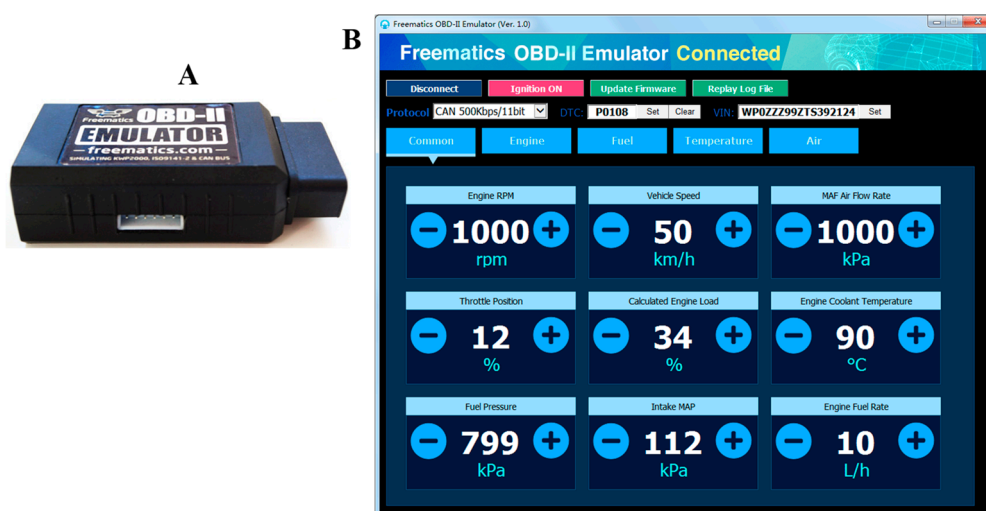 A
Freematics
OBD-II
EMULATOR
freematics.com
SIMULATING KWP2000, ISO9141-2 & CAN BUS
B
Freematics OBD-II Emulator (Ver. 1.0)
Freematics OBD-II Emulator Connected
Disconnect Ignition ON Update Firmware Replay Log File
Protocol CAN 500Kbps/11bit DTC: P0108 Set Clear VIN: WP0ZZZ99ZTS392124 Set
Common Engine Fuel Temperature Air
Engine RPM Vehicle Speed MAF Air Flow Rate
1000 50 1000
rpm km/h kPa
Throttle Position Calculated Engine Load Engine Coolant Temperature
12 34 90
% % °C
Fuel Pressure Intake MAP Engine Fuel Rate
799 112 10
kPa kPa L/h